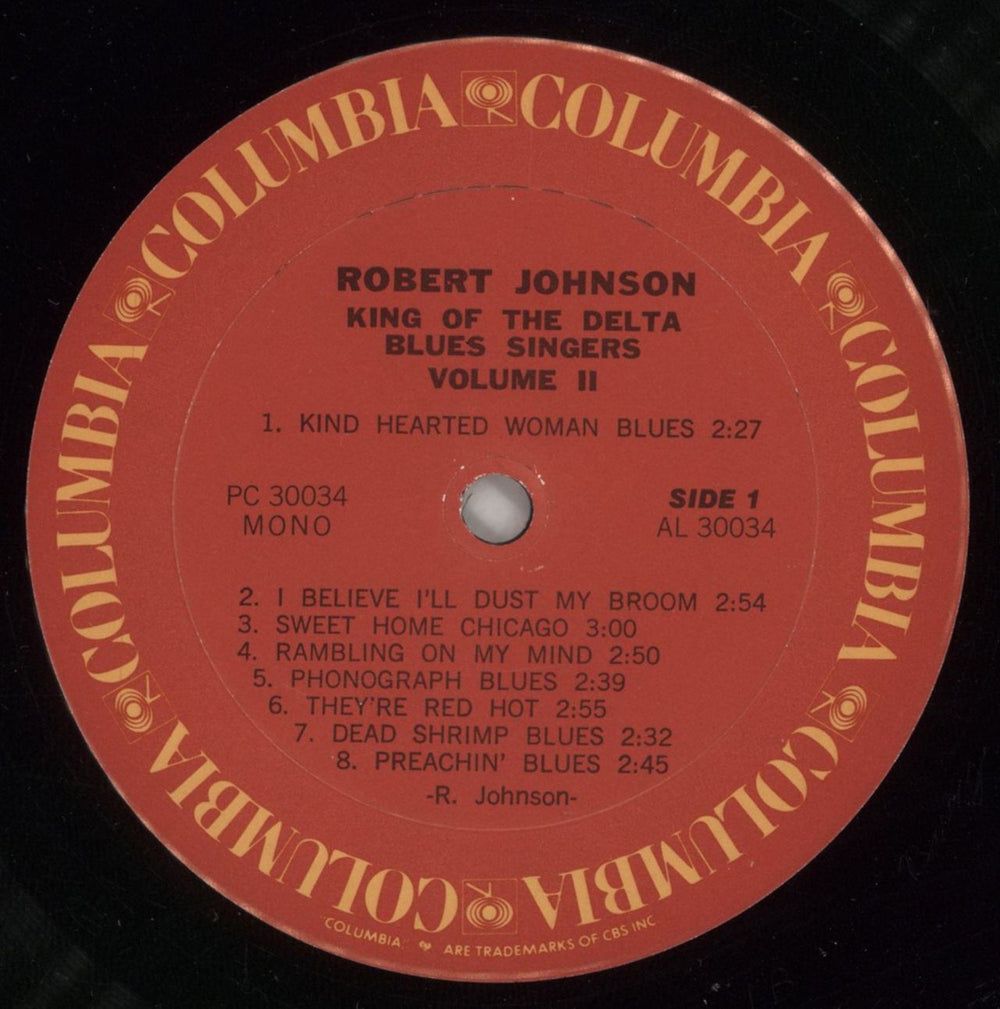 COLUMBIA COLUMBIA COLUMBIA COLUMBIA COLUMBIA COLUMBIA
ROBERT JOHNSON
KING OF THE DELTA
BLUES SINGERS
VOLUME II
1. KIND HEARTED WOMAN BLUES 2:27
PC 30034
MONO
SIDE 1
AL 30034
2. I BELIEVE I'LL DUST MY BROOM 2:54
3. SWEET HOME CHICAGO 3:00
4. RAMBLING ON MY MIND 2:50
5. PHONOGRAPH BLUES 2:39
6. THEY'RE RED HOT 2:55
7. DEAD SHRIMP BLUES 2:32
8. PREACHIN' BLUES 2:45
-R. Johnson-
"COLUMBIA," ARE TRADEMARKS OF CBS INC